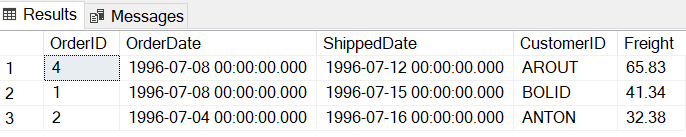 Results Messages
OrderID OrderDate ShippedDate CustomerID Freight
1 4 1996-07-08 00:00:00.000 1996-07-12 00:00:00.000 AROUT 65.83
2 1 1996-07-08 00:00:00.000 1996-07-15 00:00:00.000 BOLID 41.34
3 2 1996-07-04 00:00:00.000 1996-07-16 00:00:00.000 ANTON 32.38